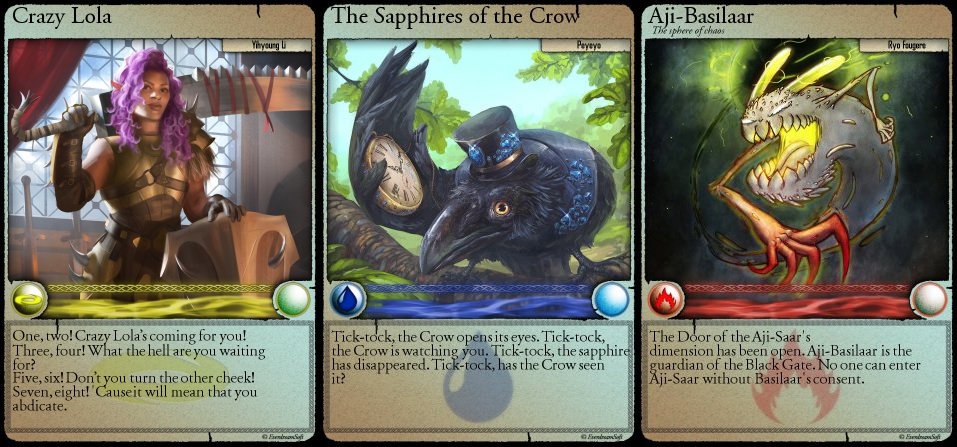 Crazy Lola
Yihyoung Li
One, two! Crazy Lola's coming for you!
Three, four! What the hell are you waiting
for?
Five, six! Don't you turn the other cheek!
Seven, eight! 'Cause it will mean that you
abdicate.
© EverdreamSoft
The Sapphires of the Crow
Peyeyo
Tick-tock, the Crow opens its eyes. Tick-tock,
the Crow is watching you. Tick-tock, the sapphire
has disappeared. Tick-tock, has the Crow seen
it?
© EverdreamSoft
Aji-Basilaar
The sphere of chaos
Ryo Fougere
The Door of the Aji-Saar's
dimension has been open. Aji-Basilaar is the
guardian of the Black Gate. No one can enter
Aji-Saar without Basilaar's consent.
© EverdreamSoft